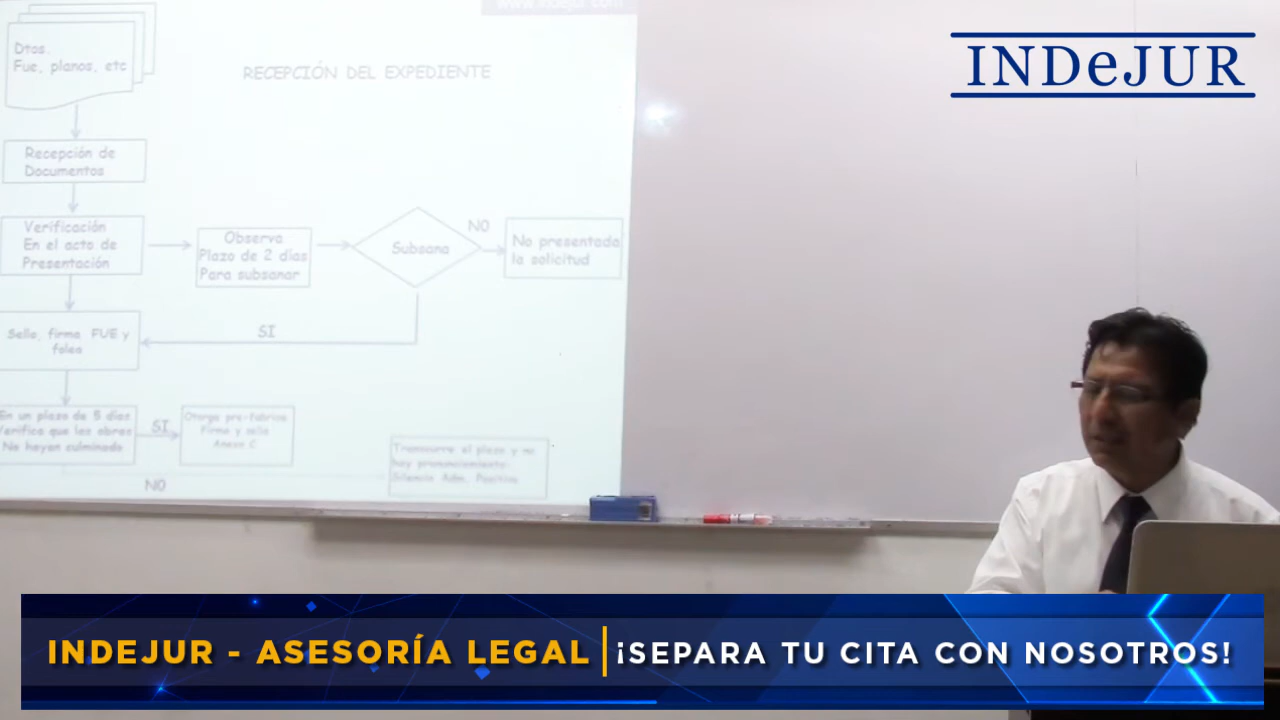 www.indejur.com
INDeJUR
Dtos.
Fue, planos, etc
RECEPCIÓN DEL EXPEDIENTE
Recepción de
Documentos
Verificación
En el acto de
Presentación
Observa
Plazo de 2 días
Para subsanar
Subsana
NO
No presentada
la solicitud
SI
Sello, firma FUE y
folea
En un plazo de 5 días
Verifica que las obras
No hayan culminado
SI
Otorga pre-fabrica
Firma y sella
Anexo C
NO
Transcurre el plazo y no
hay pronunciamiento:
Silencio Adm. Positivo
INDEJUR - ASESORÍA LEGAL
¡SEPARA TU CITA CON NOSOTROS!